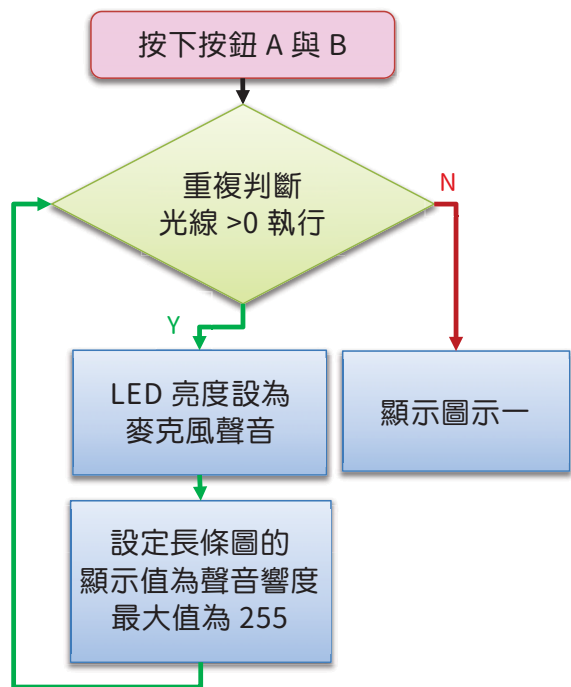 按下按鈕 A 與 B
重複判斷
光線 >0 執行
N
Y
LED 亮度設為
麥克風聲音
顯示圖示一
設定長條圖的
顯示值為聲音響度
最大值為 255